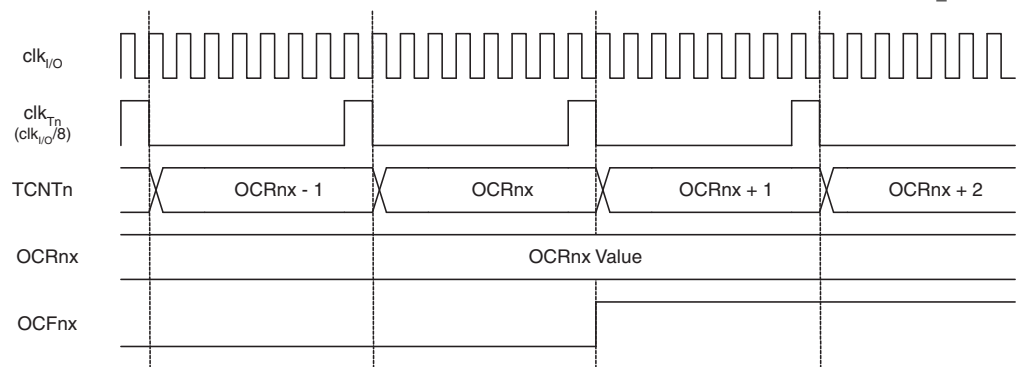 clkI/O
clkTn
(clkI/O/8)
TCNTn
OCRnx - 1
OCRnx
OCRnx + 1
OCRnx + 2
OCRnx
OCRnx Value
OCFnx